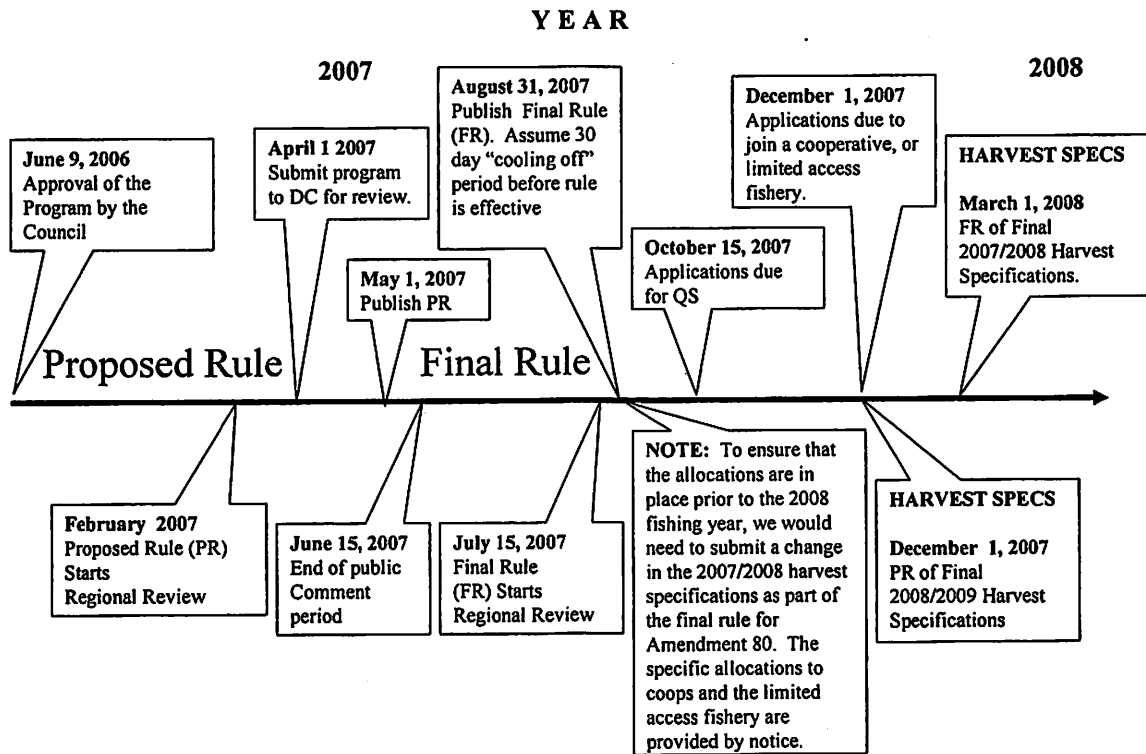 YEAR
2007
2008
June 9, 2006
Approval of the
Program by the
Council
April 1 2007
Submit program
to DC for review.
May 1, 2007
Publish PR
August 31, 2007
Publish Final Rule
(FR). Assume 30
day "cooling off"
period before rule
is effective
October 15, 2007
Applications due
for QS
December 1, 2007
Applications due to
join a cooperative, or
limited access
fishery.
HARVEST SPECS
March 1, 2008
FR of Final
2007/2008 Harvest
Specifications.
Proposed Rule
Final Rule
February 2007
Proposed Rule (PR)
Starts
Regional Review
June 15, 2007
End of public
Comment
period
July 15, 2007
Final Rule
(FR) Starts
Regional Review
NOTE: To ensure that
the allocations are in
place prior to the 2008
fishing year, we would
need to submit a change
in the 2007/2008 harvest
specifications as part of
the final rule for
Amendment 80. The
specific allocations to
coops and the limited
access fishery are
provided by notice.
HARVEST SPECS
December 1, 2007
PR of Final
2008/2009 Harvest
Specifications